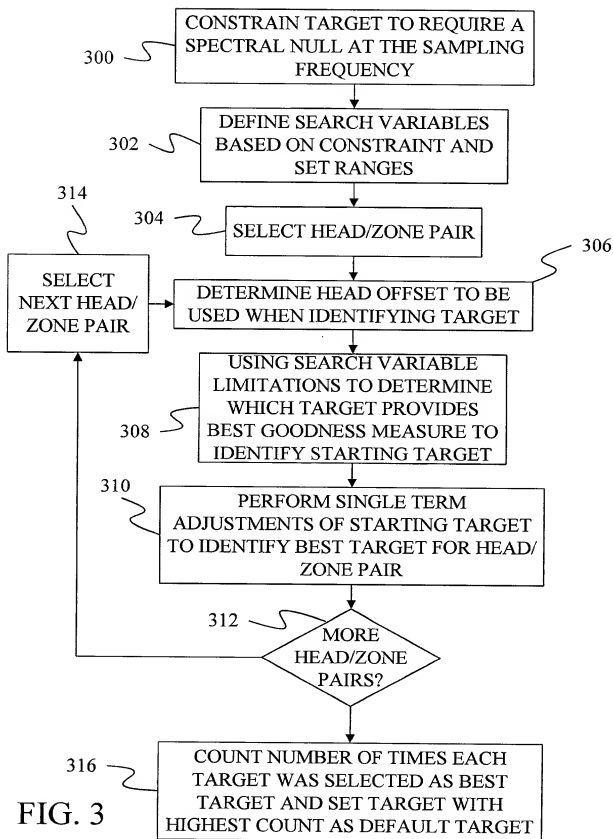 CONSTRAIN TARGET TO REQUIRE A
SPECTRAL NULL AT THE SAMPLING
FREQUENCY
300
DEFINE SEARCH VARIABLES
BASED ON CONSTRAINT AND
SET RANGES
302
304
SELECT HEAD/ZONE PAIR
314
SELECT
NEXT HEAD/
ZONE PAIR
306
DETERMINE HEAD OFFSET TO BE
USED WHEN IDENTIFYING TARGET
USING SEARCH VARIABLE
LIMITATIONS TO DETERMINE
WHICH TARGET PROVIDES
BEST GOODNESS MEASURE TO
IDENTIFY STARTING TARGET
308
310
PERFORM SINGLE TERM
ADJUSTMENTS OF STARTING TARGET
TO IDENTIFY BEST TARGET FOR HEAD/
ZONE PAIR
312
MORE
HEAD/ZONE
PAIRS?
316
COUNT NUMBER OF TIMES EACH
TARGET WAS SELECTED AS BEST
TARGET AND SET TARGET WITH
HIGHEST COUNT AS DEFAULT TARGET
FIG. 3